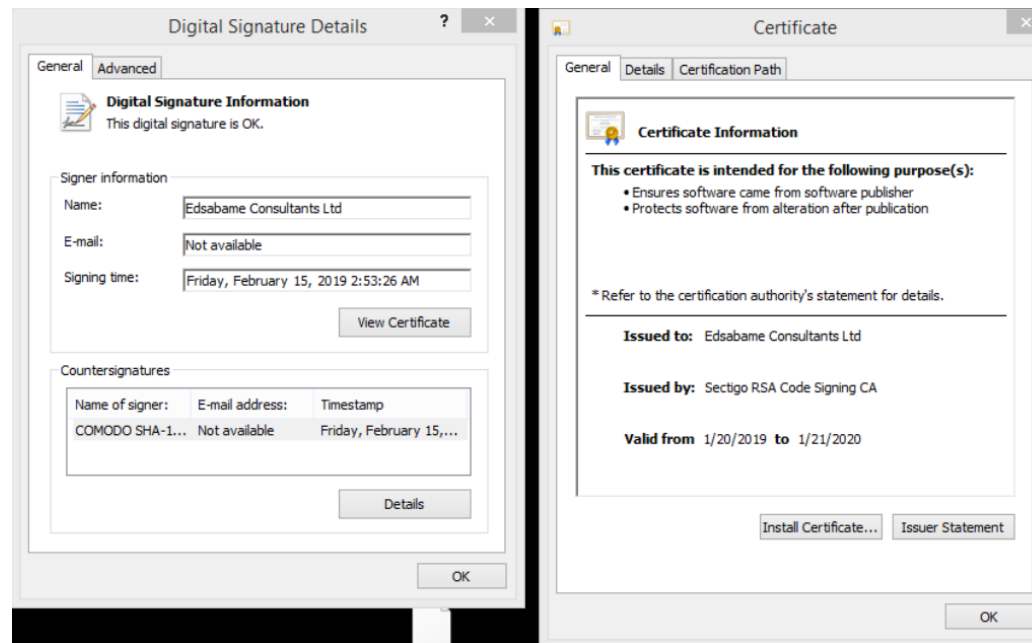 Digital Signature Details
?
×
General
Advanced
Digital Signature Information
This digital signature is OK.
Signer information
Name: Edsabame Consultants Ltd
E-mail: Not available
Signing time: Friday, February 15, 2019 2:53:26 AM
View Certificate
Countersignatures
Name of signer: E-mail address: Timestamp
COMODO SHA-1... Not available Friday, February 15,...
Details
OK
Certificate
×
General
Details
Certification Path
Certificate Information
This certificate is intended for the following purpose(s):
• Ensures software came from software publisher
• Protects software from alteration after publication
* Refer to the certification authority's statement for details.
Issued to: Edsabame Consultants Ltd
Issued by: Sectigo RSA Code Signing CA
Valid from 1/20/2019 to 1/21/2020
Install Certificate...
Issuer Statement
OK